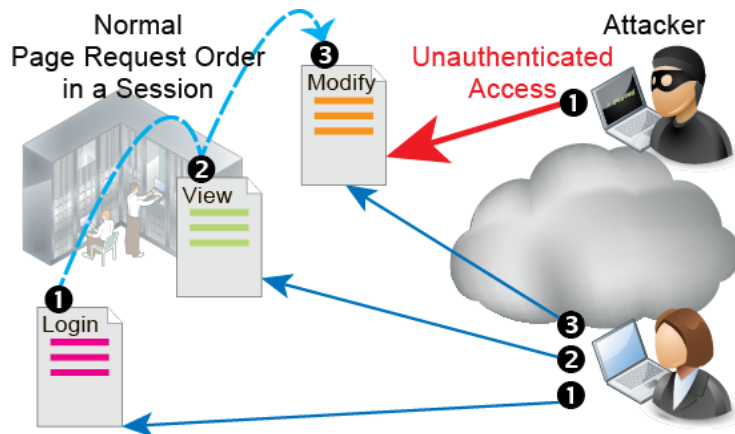 Normal
Page Request Order
in a Session
Attacker
Unauthenticated
Access
3
Modify
1
2
View
1
Login
3
2
1